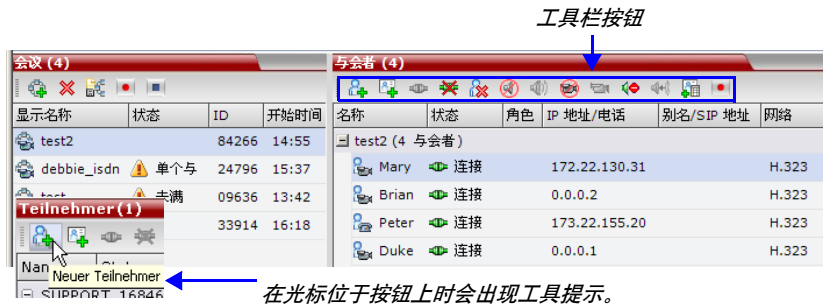 工具栏按钮
会议 (4)
与会者 (4)
显示名称 状态 ID 开始时间
名称 状态 角色 IP 地址/电话 别名/SIP 地址 网络
test2 84266 14:55
test2 (4 与会者)
debbie_isdn 单个与 24796 15:37
Mary 连接 172.22.130.31 H.323
test 未满 09636 13:42
Brian 连接 0.0.0.2 H.323
Teilnehmer(1)
33914 16:18
Peter 连接 173.22.155.20 H.323
Duke 连接 0.0.0.1 H.323
Nan
Neuer Teilnehmer
SUPPORT_16846
在光标位于按钮上时会出现工具提示。